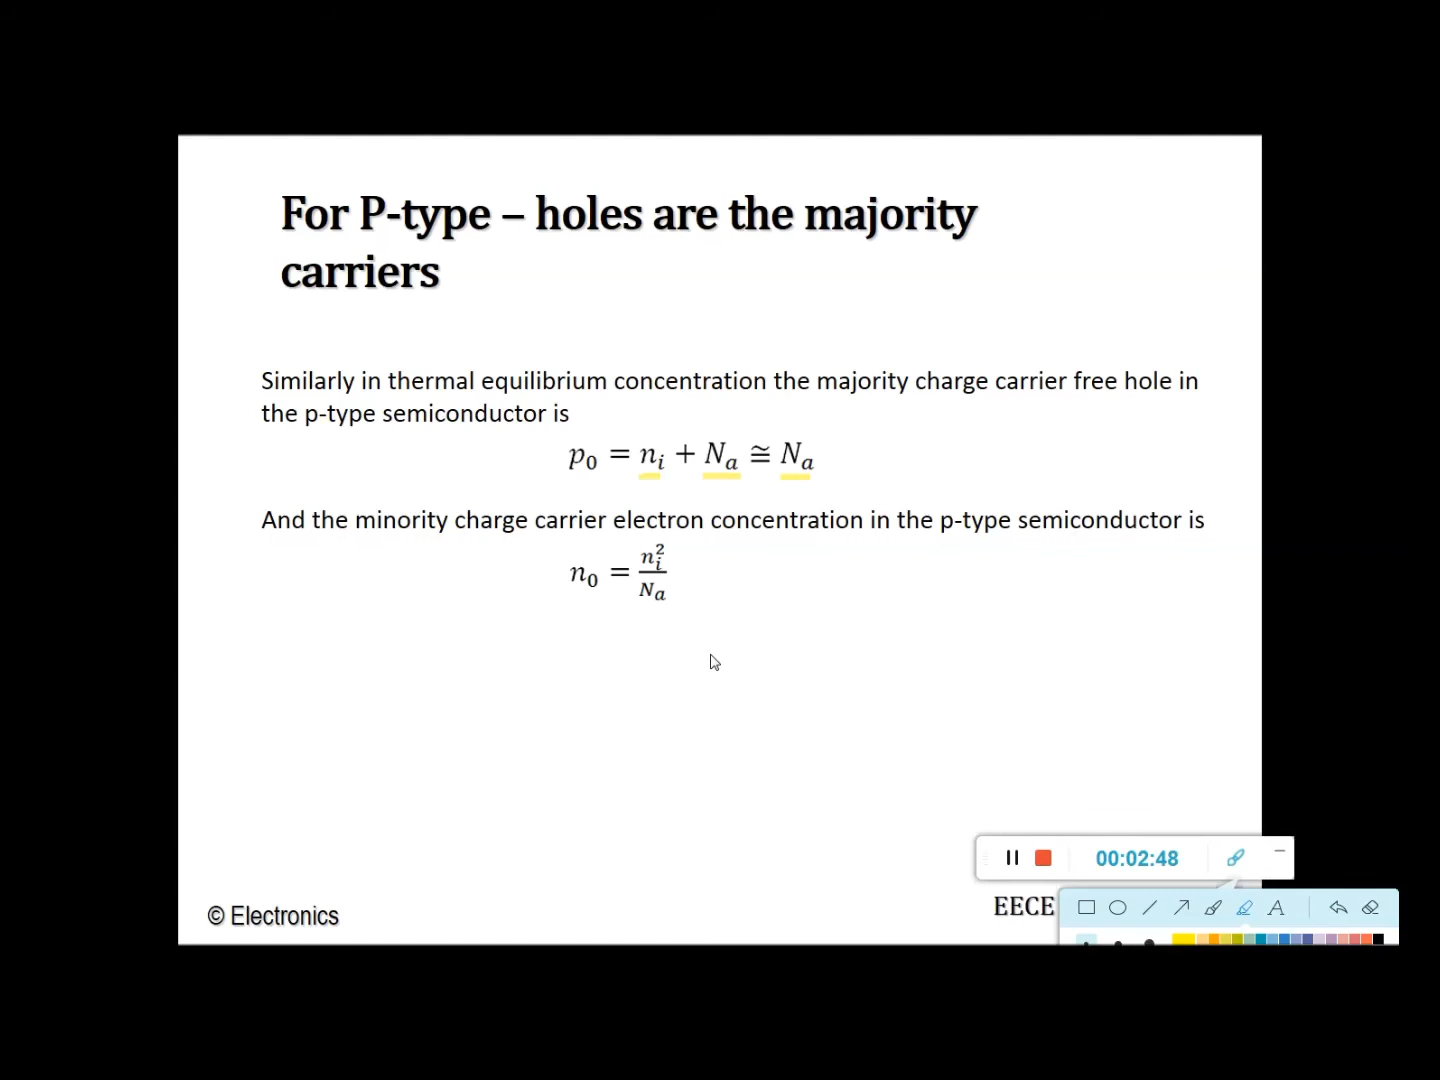 For P-type – holes are the majority
carriers
Similarly in thermal equilibrium concentration the majority charge carrier free hole in
the p-type semiconductor is
p₀ = nᵢ + Nₐ ≅ Nₐ
And the minority charge carrier electron concentration in the p-type semiconductor is
n₀ = nᵢ²/Nₐ
00:02:48
© Electronics
EECE
A